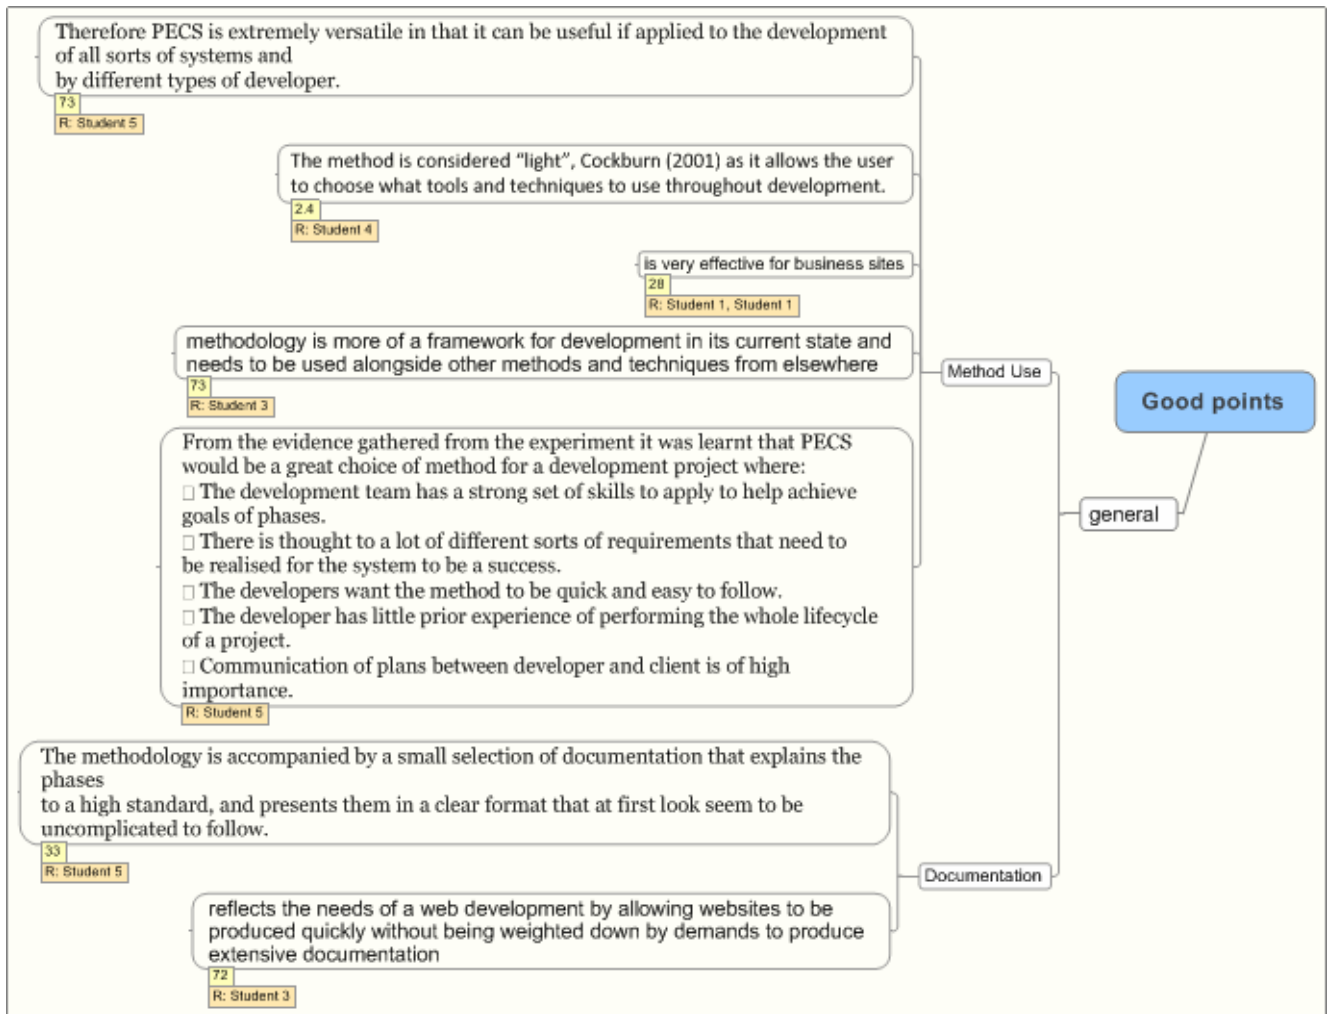 Therefore PECS is extremely versatile in that it can be useful if applied to the development
of all sorts of systems and
by different types of developer.
73
R: Student 5
The method is considered “light”, Cockburn (2001) as it allows the user
to choose what tools and techniques to use throughout development.
2.4
R: Student 4
is very effective for business sites
28
R: Student 1, Student 1
methodology is more of a framework for development in its current state and
needs to be used alongside other methods and techniques from elsewhere
73
R: Student 3
Method Use
Good points
From the evidence gathered from the experiment it was learnt that PECS
would be a great choice of method for a development project where:
□ The development team has a strong set of skills to apply to help achieve
goals of phases.
□ There is thought to a lot of different sorts of requirements that need to
be realised for the system to be a success.
□ The developers want the method to be quick and easy to follow.
□ The developer has little prior experience of performing the whole lifecycle
of a project.
□ Communication of plans between developer and client is of high
importance.
R: Student 5
general
The methodology is accompanied by a small selection of documentation that explains the
phases
to a high standard, and presents them in a clear format that at first look seem to be
uncomplicated to follow.
33
R: Student 5
Documentation
reflects the needs of a web development by allowing websites to be
produced quickly without being weighted down by demands to produce
extensive documentation
72
R: Student 3